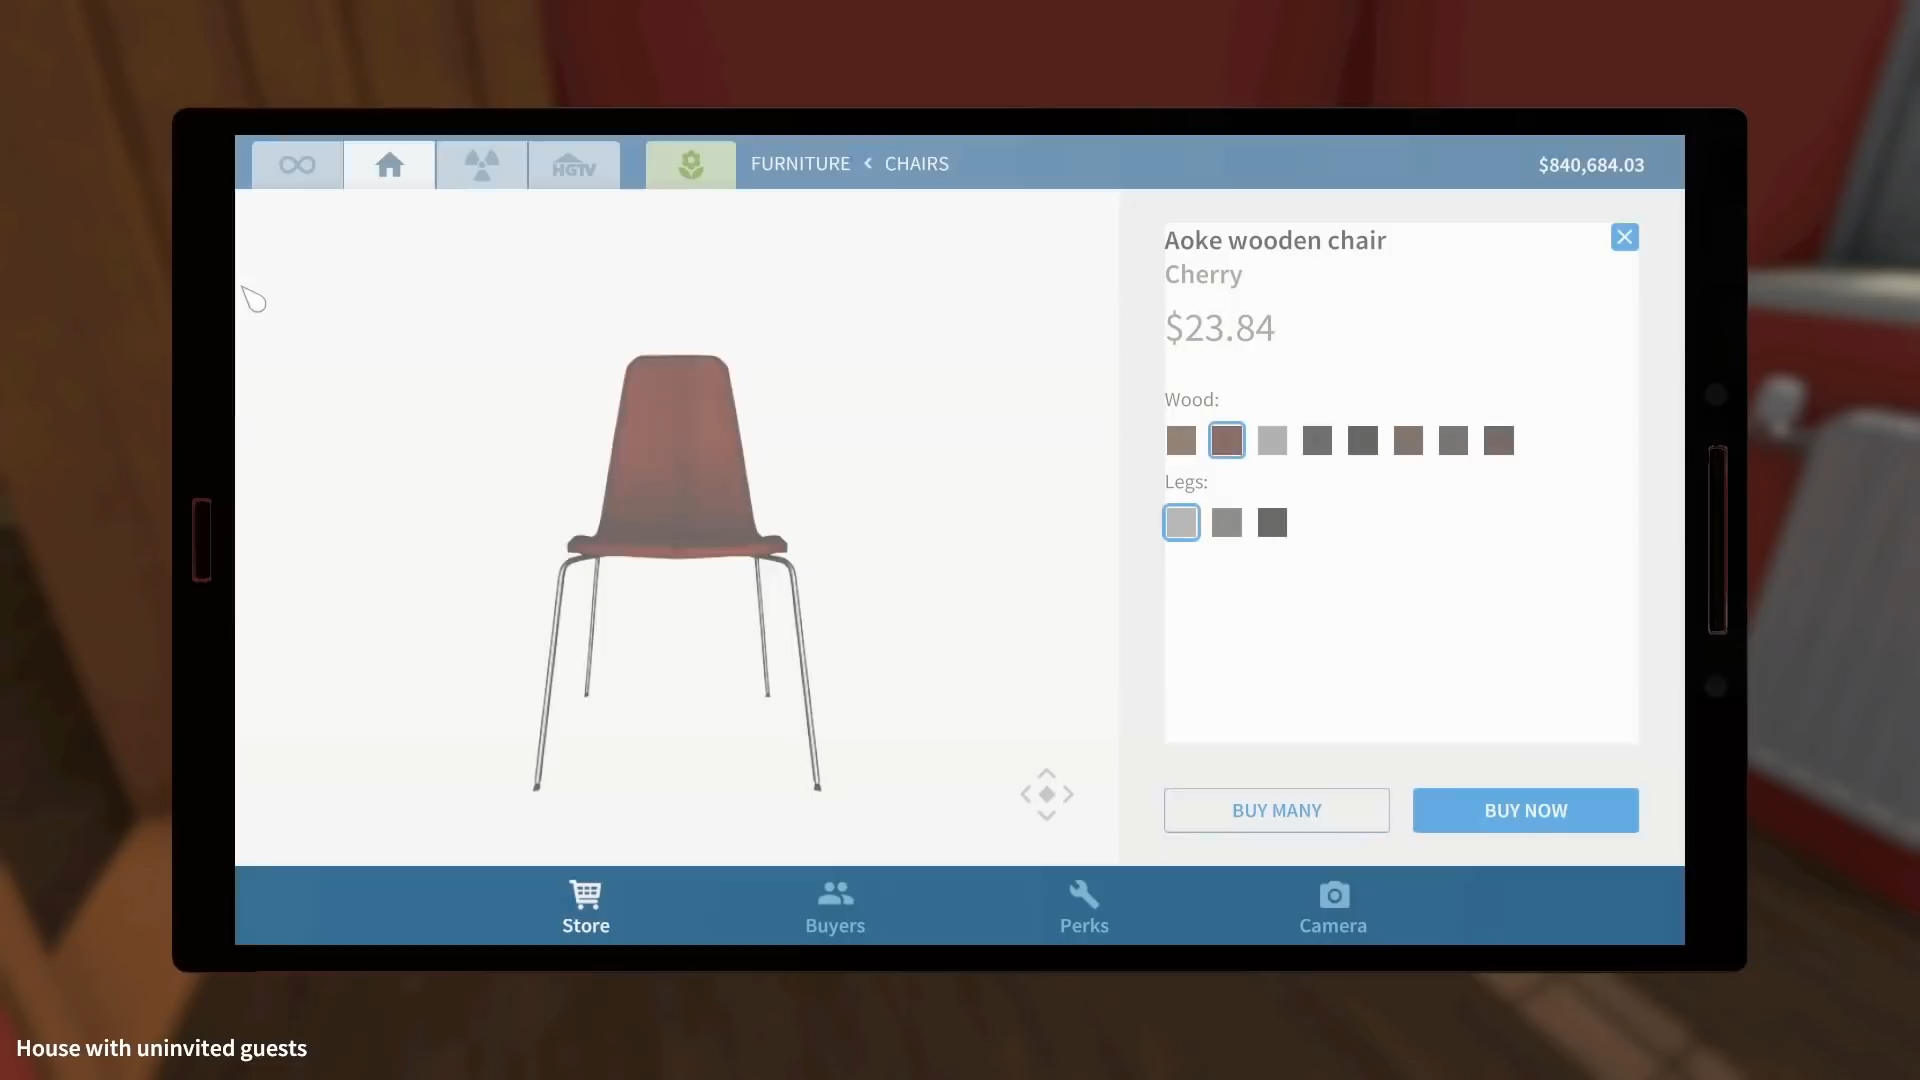 HGTV
FURNITURE < CHAIRS
$840,684.03
Aoke wooden chair
Cherry
$23.84
Wood:
Legs:
BUY MANY
BUY NOW
Store
Buyers
Perks
Camera
House with uninvited guests